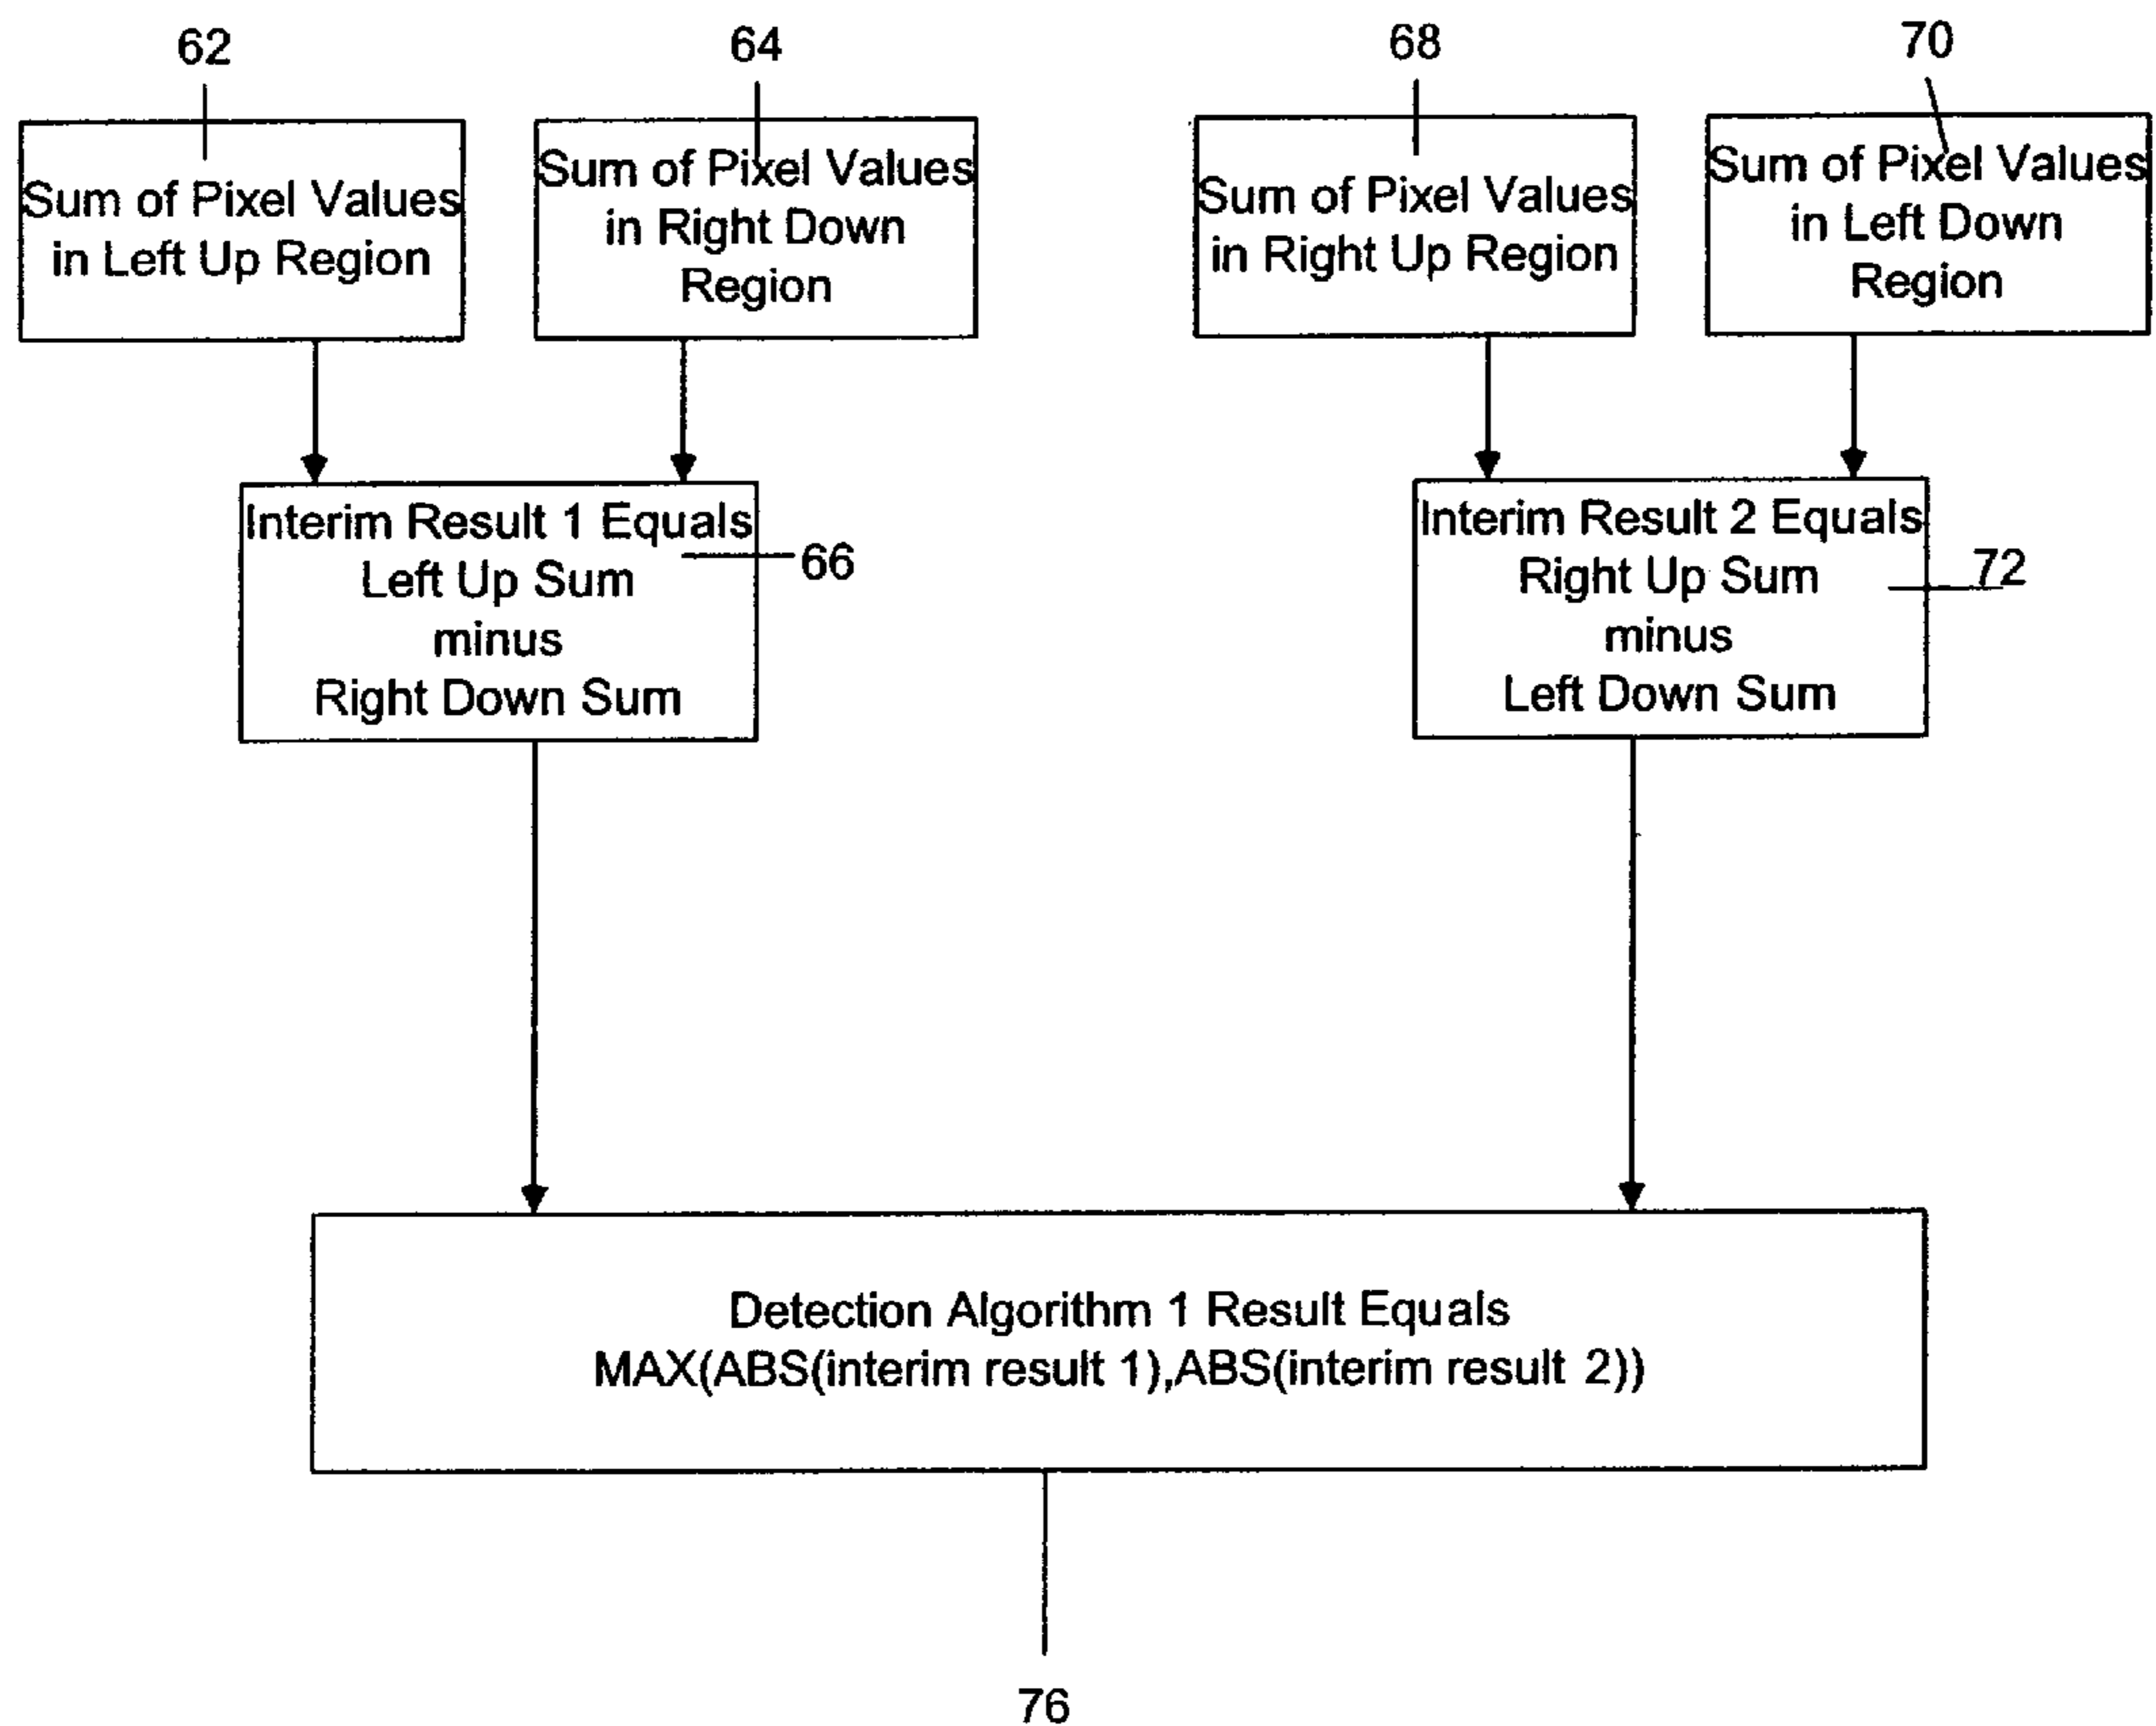 62
64
68
70
Sum of Pixel Values
in Left Up Region
Sum of Pixel Values
in Right Down
Region
Sum of Pixel Values
in Right Up Region
Sum of Pixel Values
in Left Down
Region
Interim Result 1 Equals
Left Up Sum
minus
Right Down Sum
66
Interim Result 2 Equals
Right Up Sum
minus
Left Down Sum
72
Detection Algorithm 1 Result Equals
MAX(ABS(interim result 1),ABS(interim result 2))
76